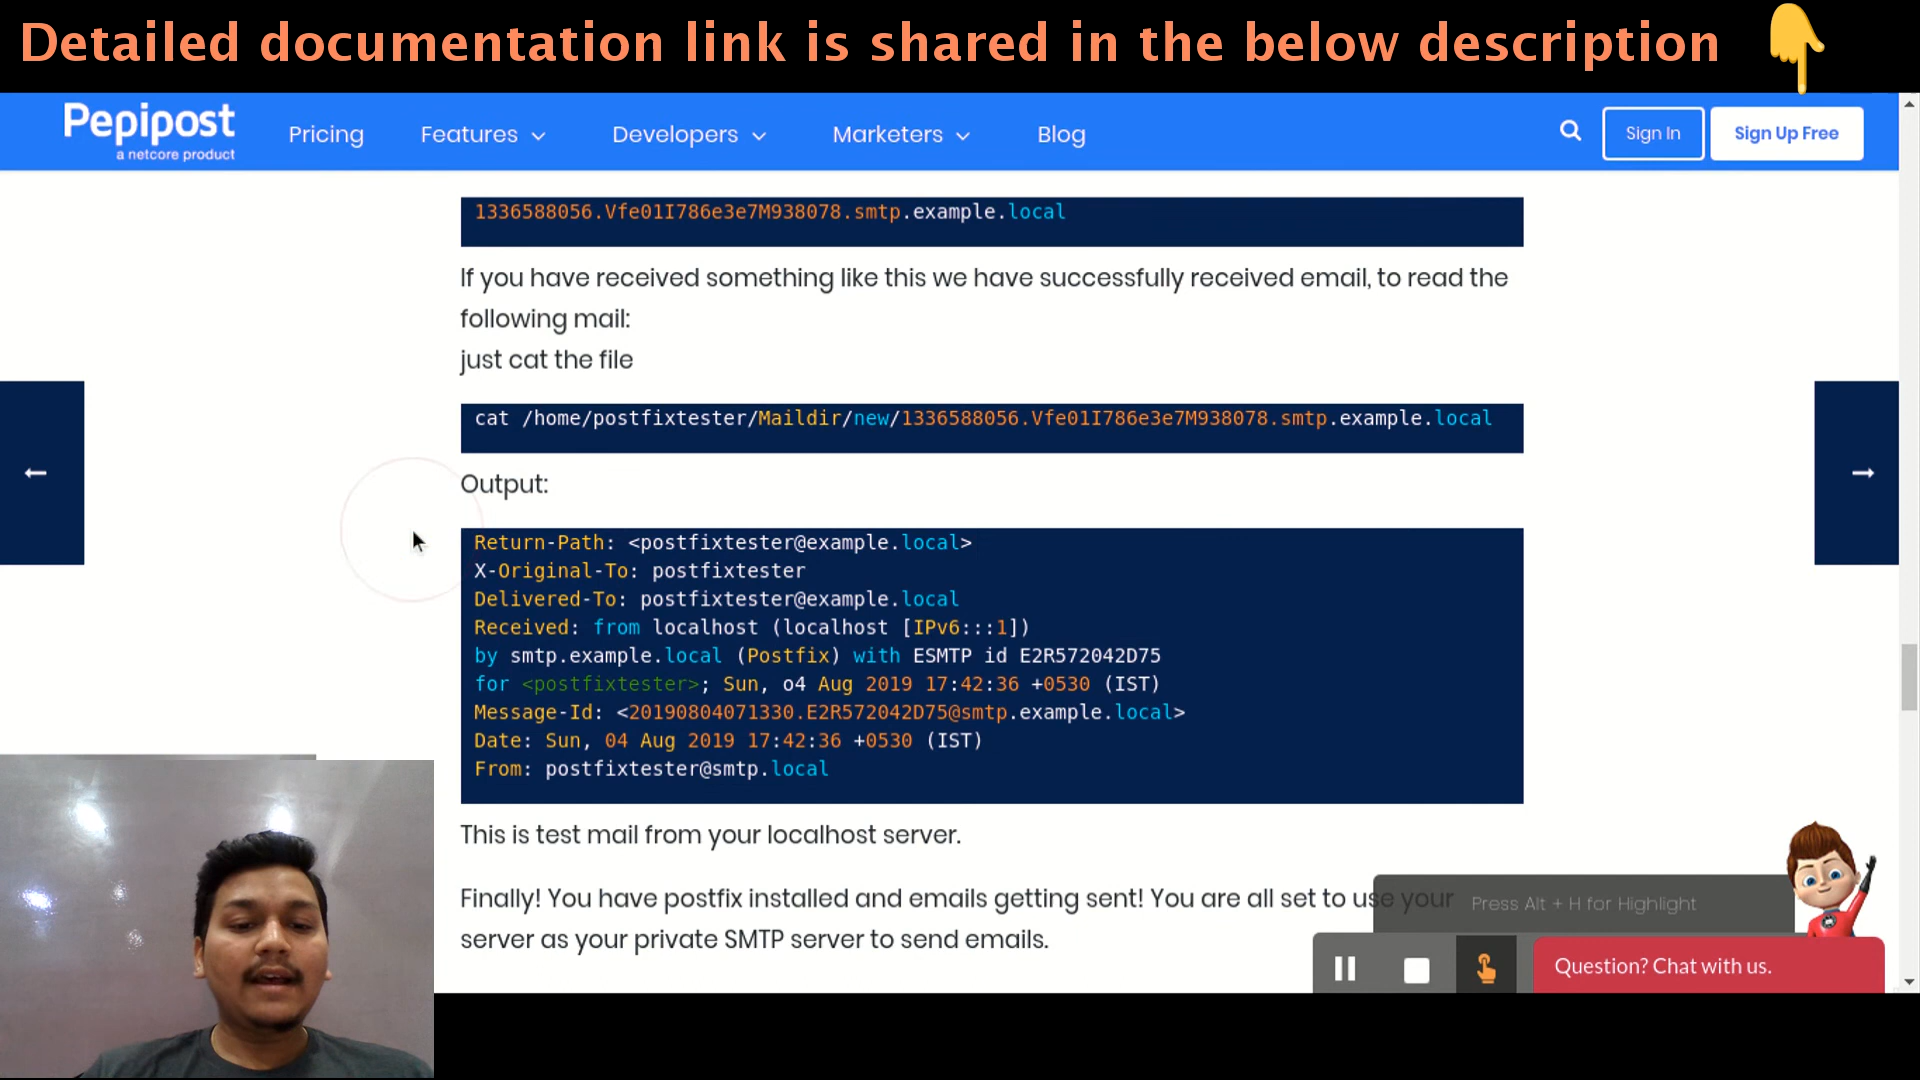 Detailed documentation link is shared in the below description
Pepipost
a netcore product
Pricing
Features
Developers
Marketers
Blog
Sign In
Sign Up Free
1336588056.Vfe01I786e3e7M938078.smtp.example.local
If you have received something like this we have successfully received email, to read the
following mail:
just cat the file
cat /home/postfixtester/Maildir/new/1336588056.Vfe01I786e3e7M938078.smtp.example.local
Output:
Return-Path: <postfixtester@example.local>
X-Original-To: postfixtester
Delivered-To: postfixtester@example.local
Received: from localhost (localhost [IPv6:::1])
by smtp.example.local (Postfix) with ESMTP id E2R572042D75
for <postfixtester>; Sun, o4 Aug 2019 17:42:36 +0530 (IST)
Message-Id: <20190804071330.E2R572042D75@smtp.example.local>
Date: Sun, 04 Aug 2019 17:42:36 +0530 (IST)
From: postfixtester@smtp.local
This is test mail from your localhost server.
Finally! You have postfix installed and emails getting sent! You are all set to use your
server as your private SMTP server to send emails.
Press Alt + H for Highlight
Question? Chat with us.